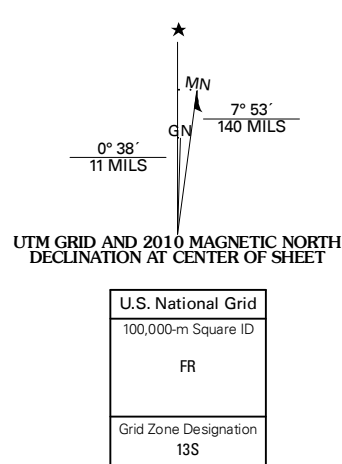 ★
MN
7° 53´
140 MILS
GN
0° 38´
11 MILS
UTM GRID AND 2010 MAGNETIC NORTH
DECLINATION AT CENTER OF SHEET
U.S. National Grid
100,000-m Square ID
FR
Grid Zone Designation
13S